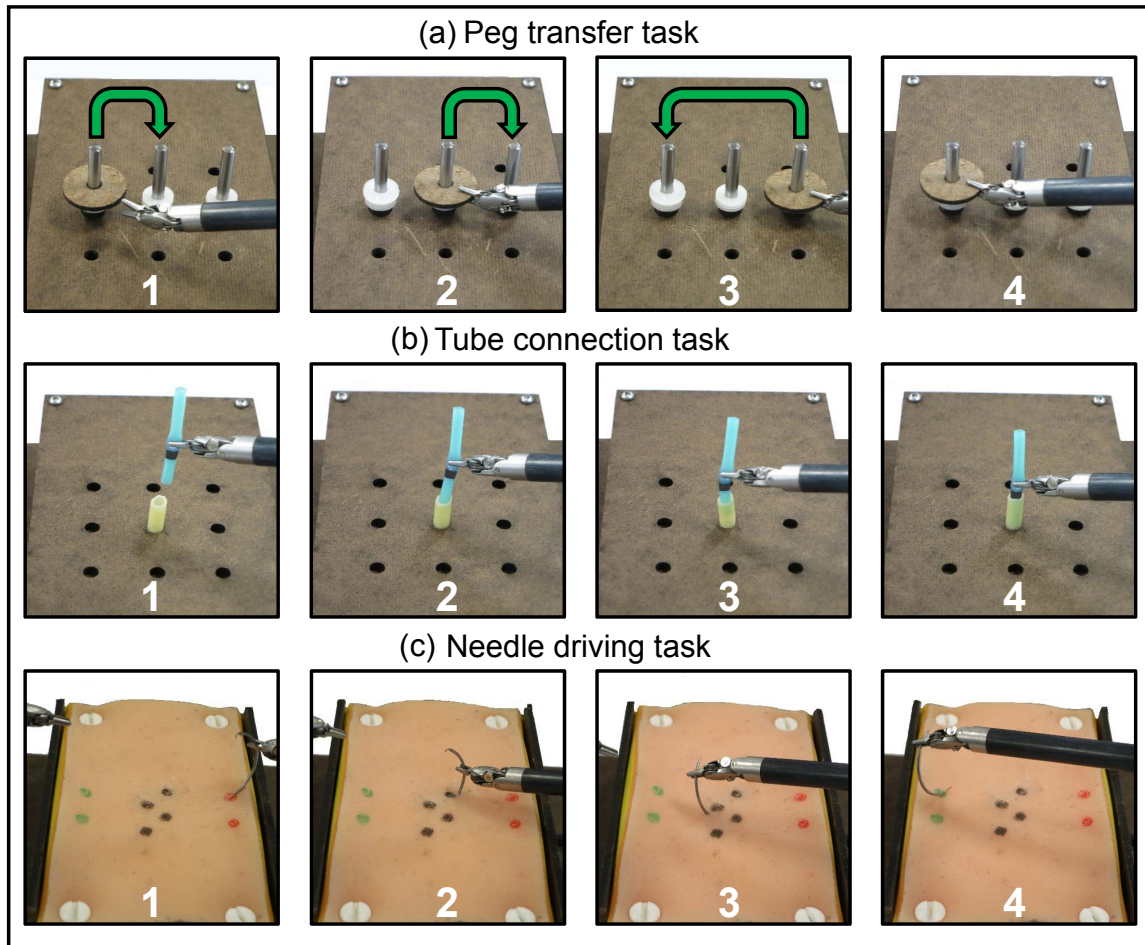 (a) Peg transfer task
1 2 3 4
(b) Tube connection task
1 2 3 4
(c) Needle driving task
1 2 3 4